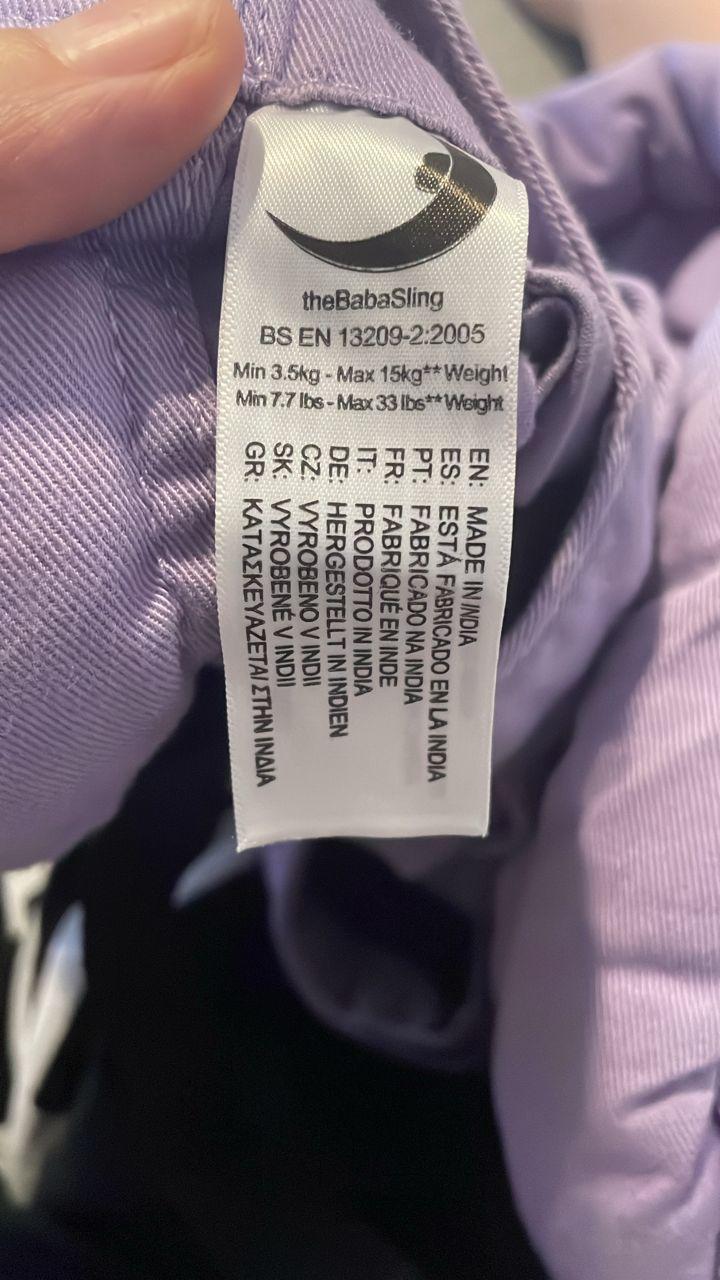 theBabaSling
BS EN 13209-2:2005
Min 3.5kg - Max 15kg** Weight
Min 7.7 lbs - Max 33 lbs** Weight
EN: MADE IN INDIA
ES: ESTÁ FABRICADO EN LA INDIA
PT: FABRICADO NA INDIA
FR: FABRIQUÉ EN INDE
IT: PRODOTTO IN INDIA
DE: HERGESTELLT IN INDIEN
CZ: VYROBENO V INDII
SK: VYROBENÉ V INDII
GR: ΚΑΤΑΣΚΕΥΑΖΕΤΑΙ ΣΤΗΝ ΙΝΔΙΑ